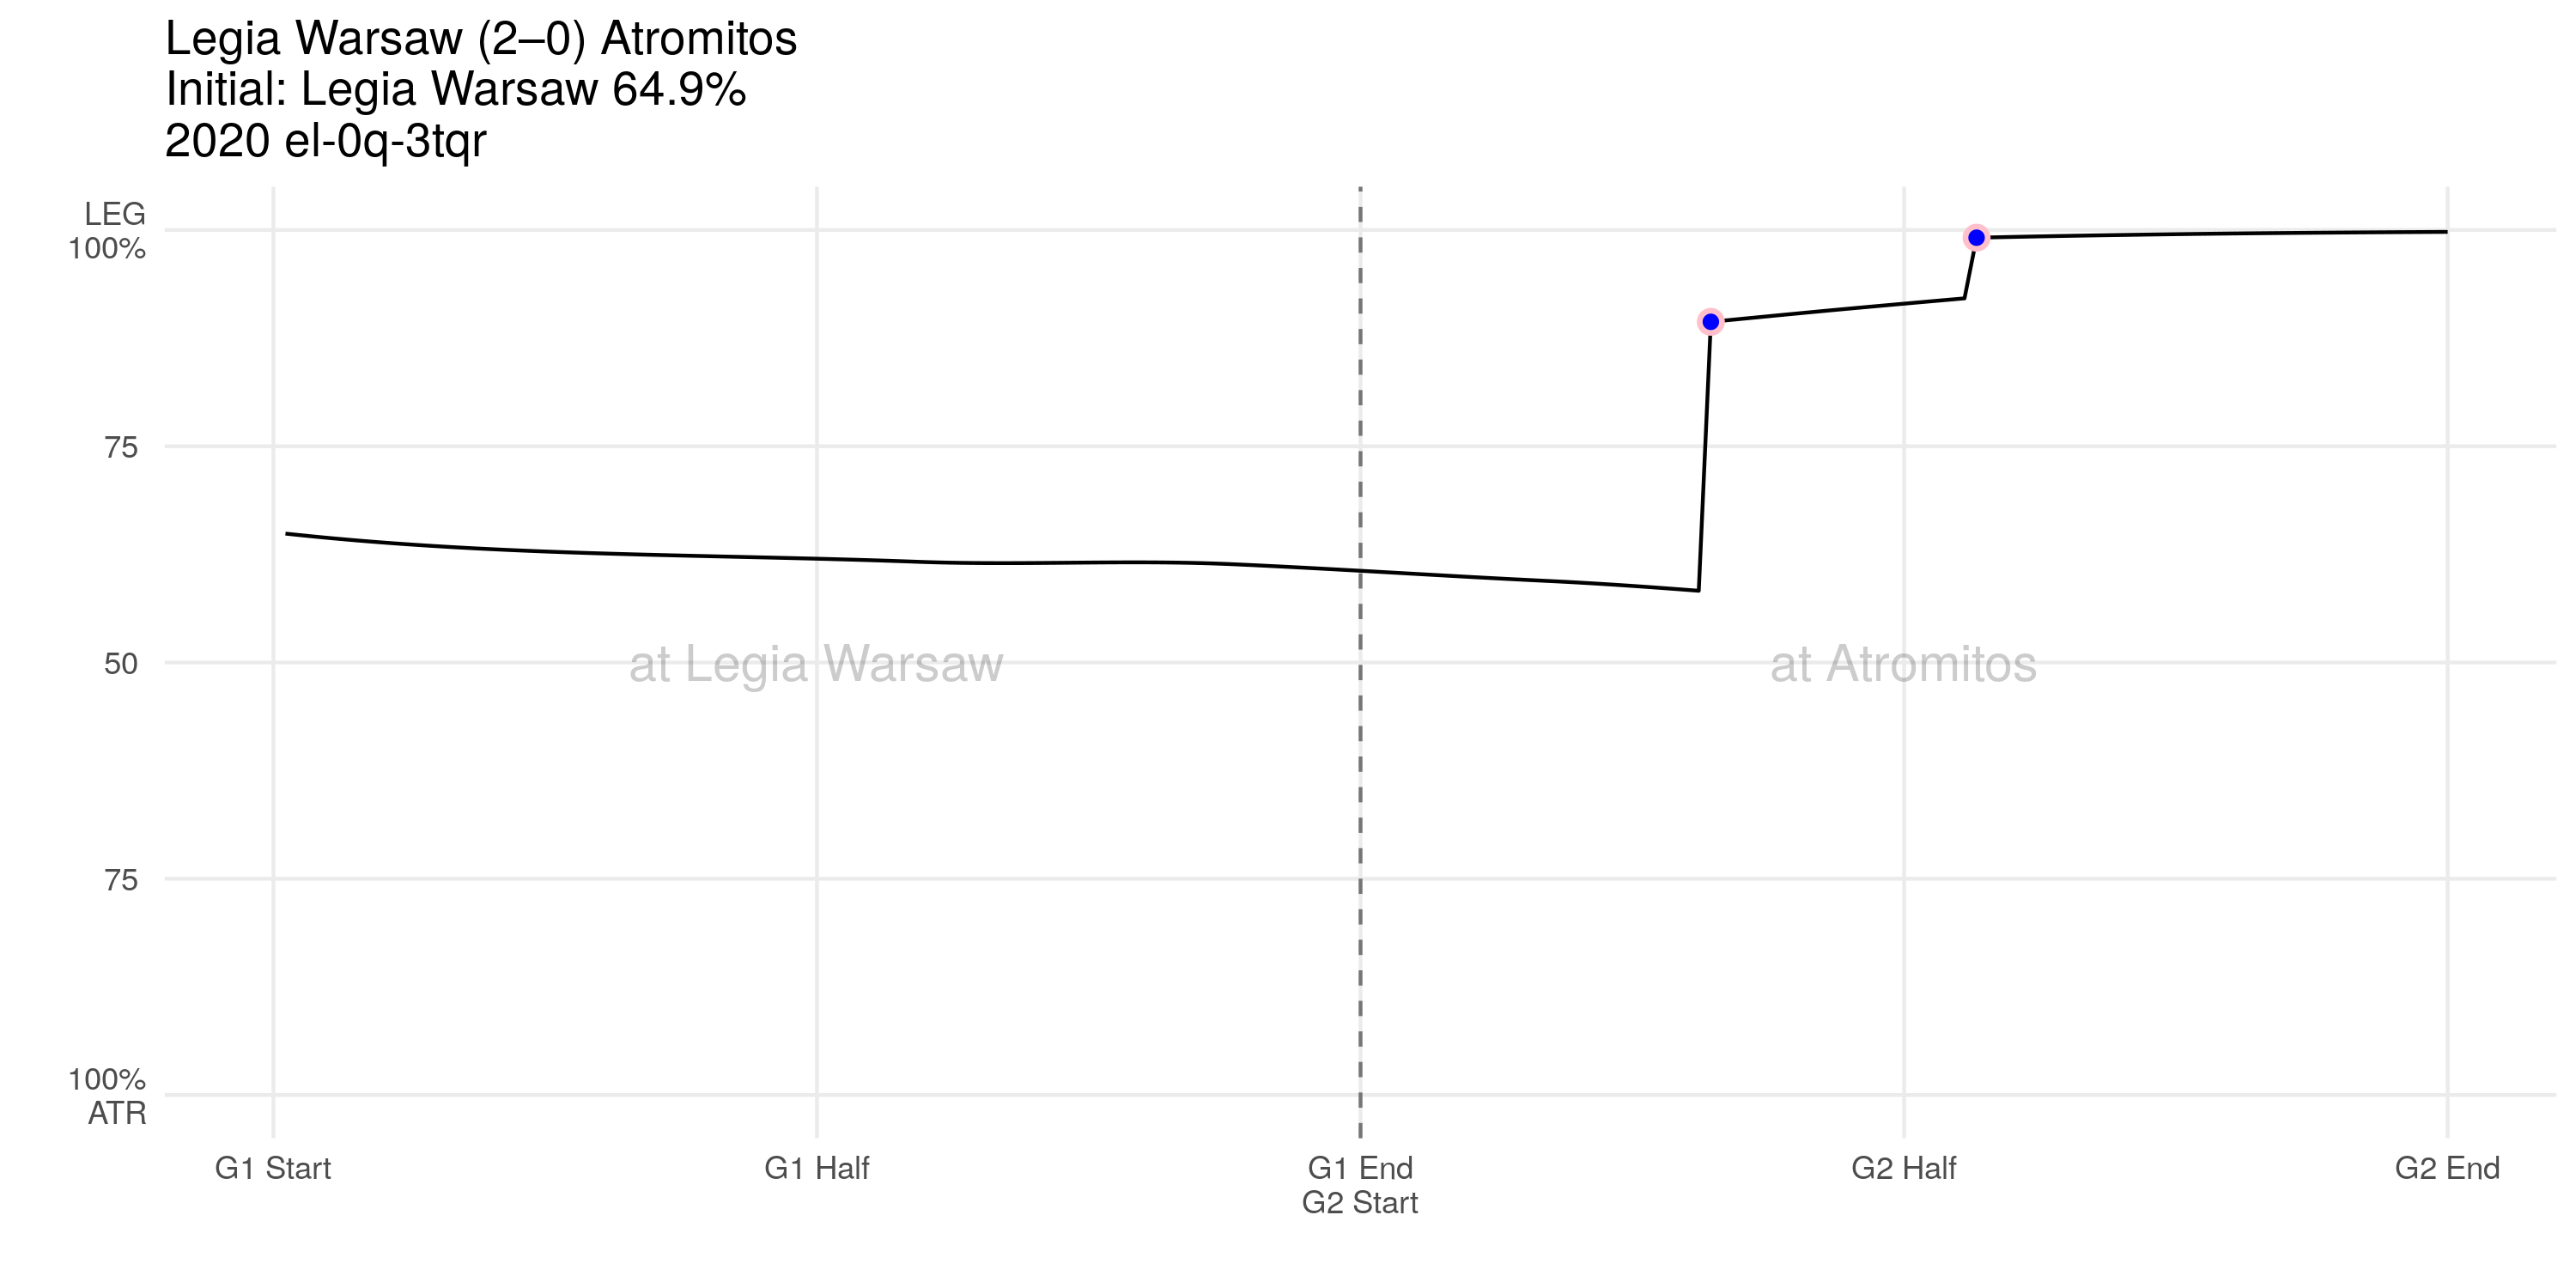 Legia Warsaw (2–0) Atromitos
Initial: Legia Warsaw 64.9%
2020 el-0q-3tqr
LEG
100%
75
50
75
100%
ATR
at Legia Warsaw
at Atromitos
G1 Start
G1 Half
G1 End
G2 Start
G2 Half
G2 End